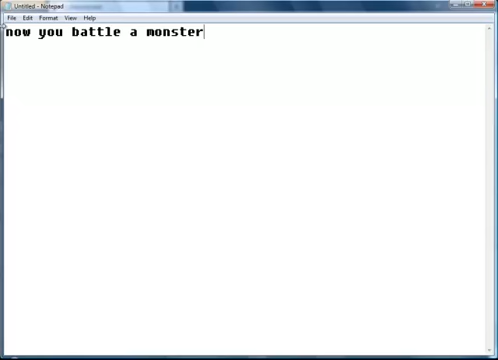 Untitled - Notepad
File Edit Format View Help
now you battle a monster